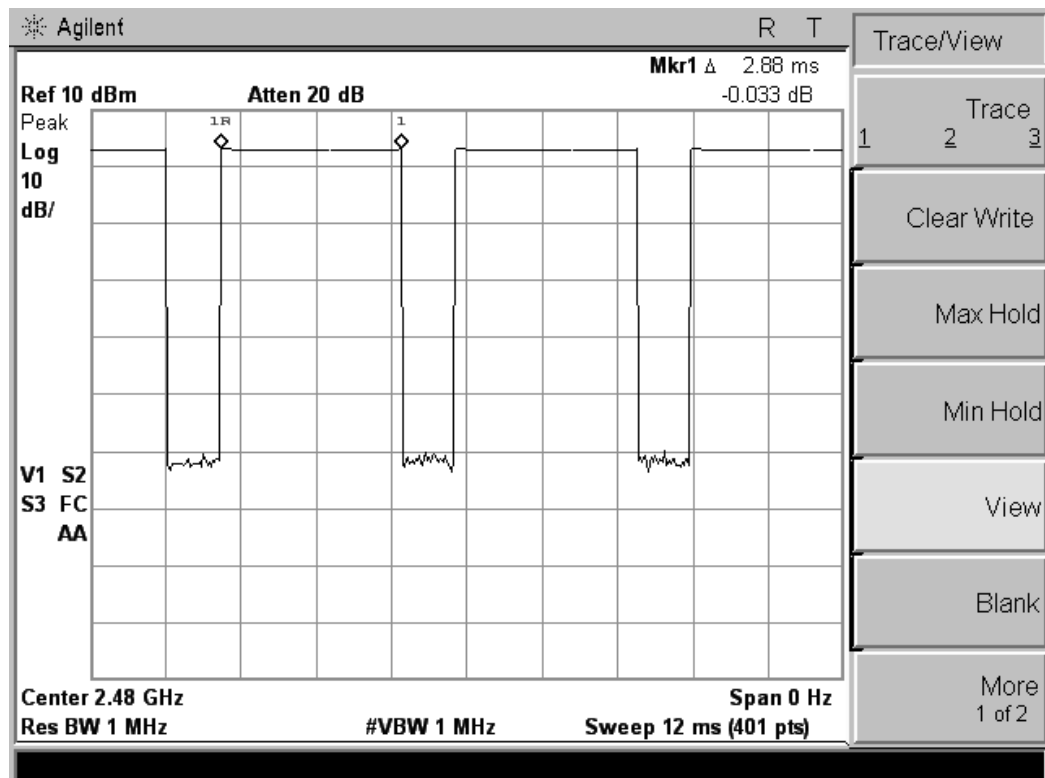 Agilent R T
Mkr1 Δ 2.88 ms
Ref 10 dBm Atten 20 dB -0.033 dB
Peak
Log
10
dB/
1R 1
V1 S2
S3 FC
AA
Center 2.48 GHz Span 0 Hz
Res BW 1 MHz #VBW 1 MHz Sweep 12 ms (401 pts)
Trace/View
Trace
1 2 3
Clear Write
Max Hold
Min Hold
View
Blank
More
1 of 2